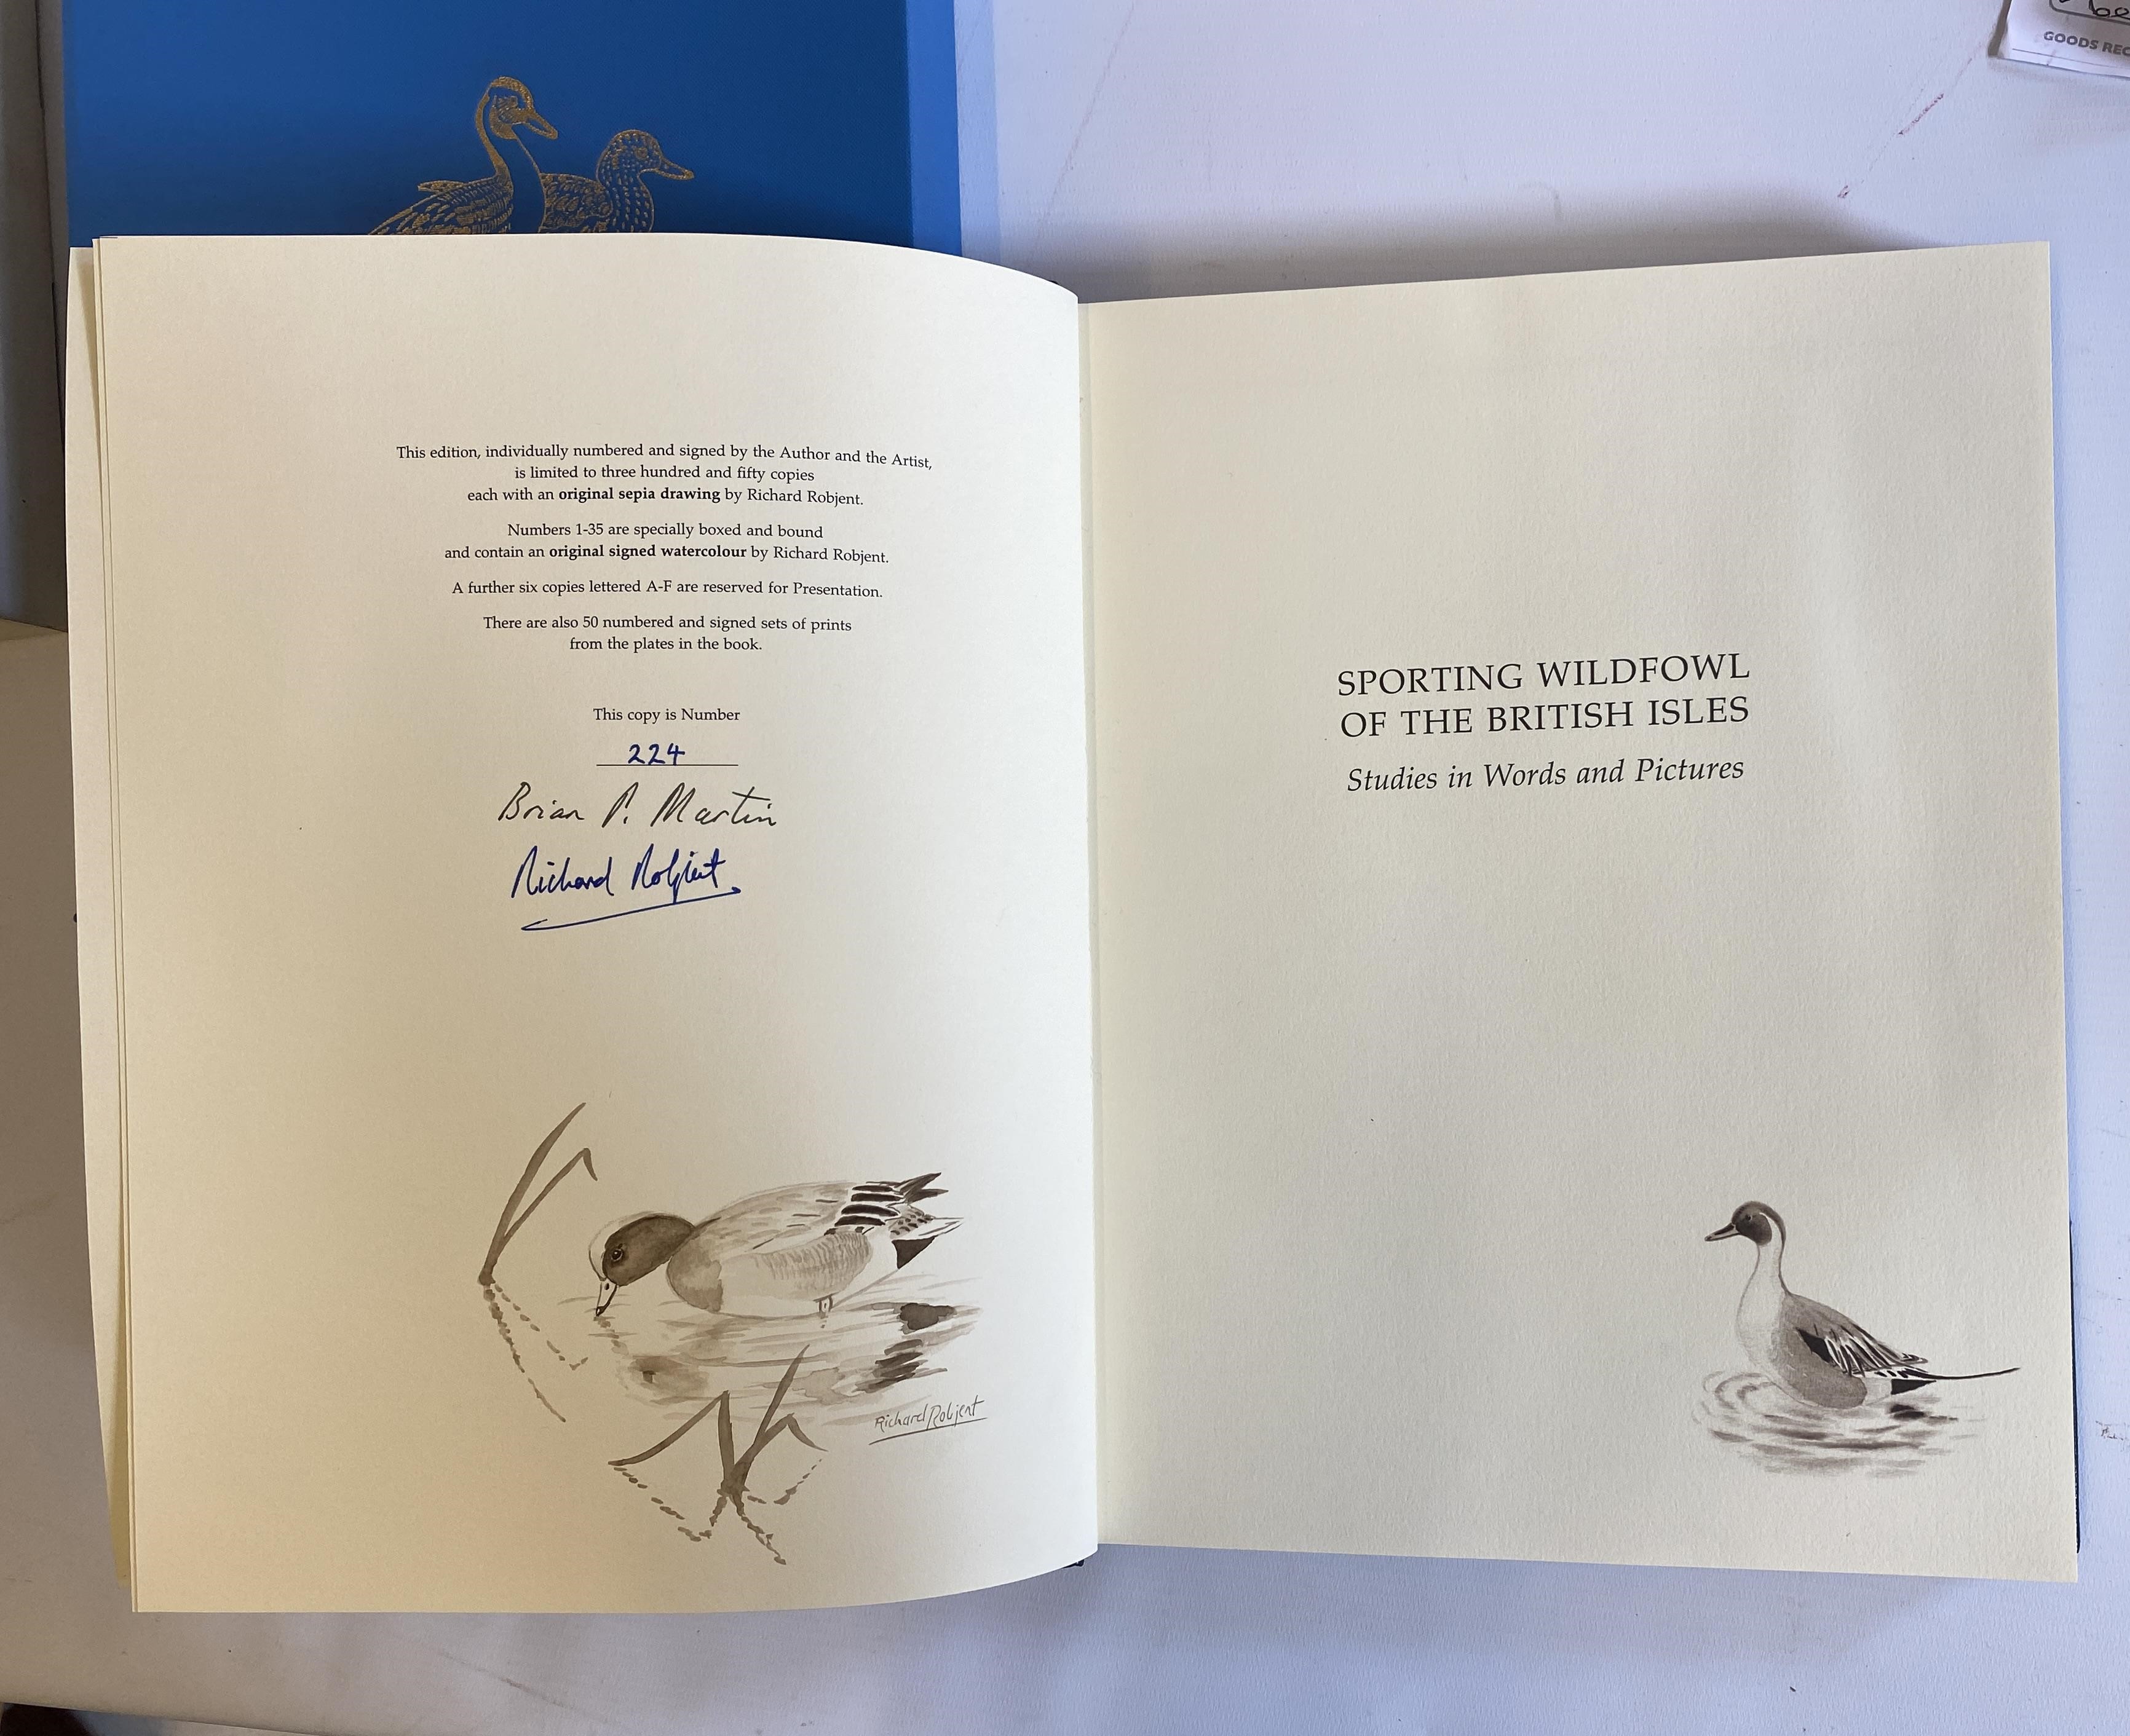 This edition, individually numbered and signed by the Author and the Artist,
is limited to three hundred and fifty copies
each with an original sepia drawing by Richard Robjent.
Numbers 1-35 are specially boxed and bound
and contain an original signed watercolour by Richard Robjent.
A further six copies lettered A-F are reserved for Presentation.
There are also 50 numbered and signed sets of prints
from the plates in the book.
This copy is Number
224
Brian P. Martin
Richard Robjent
Richard Robjent
SPORTING WILDFOWL
OF THE BRITISH ISLES
Studies in Words and Pictures
GOODS